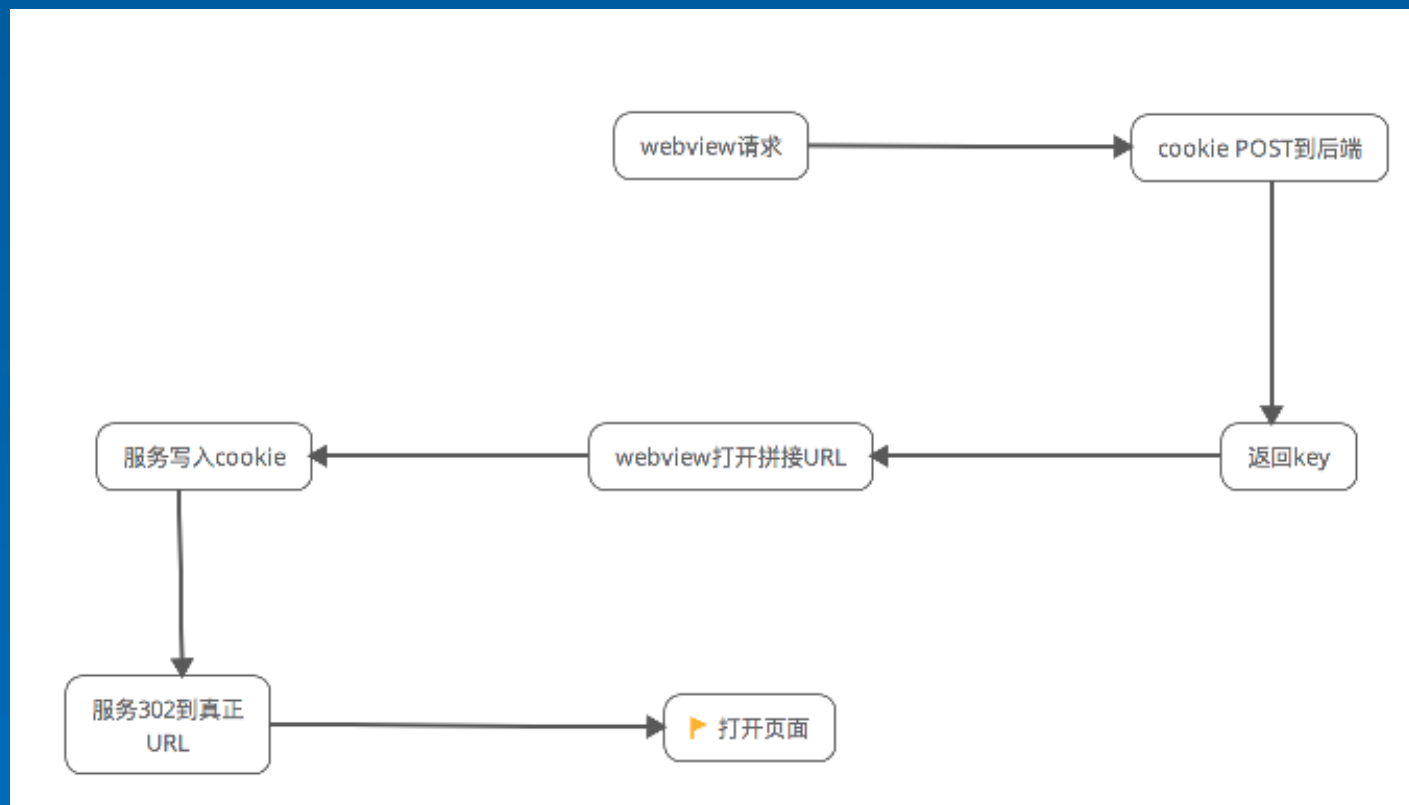 webview请求
cookie POST到后端
返回key
webview打开拼接URL
服务写入cookie
服务302到真正
URL
打开页面